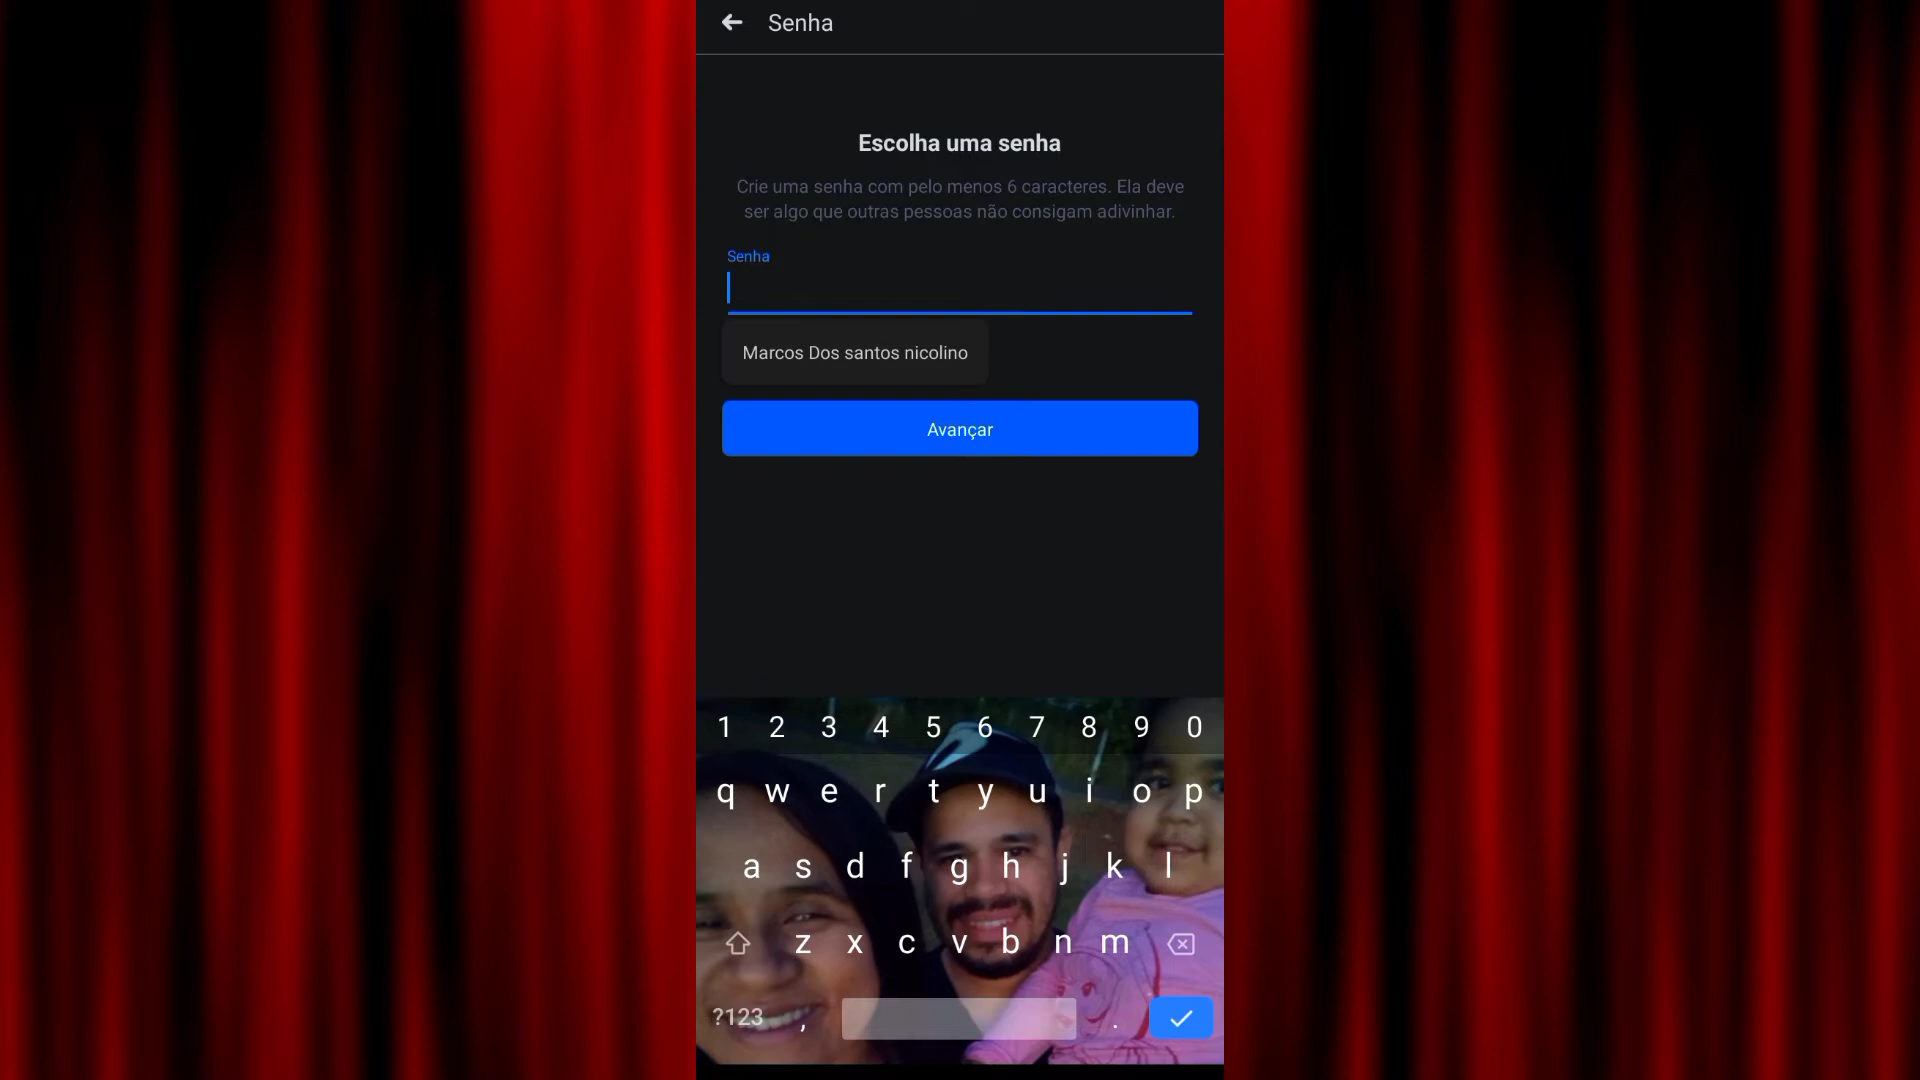 Senha
Escolha uma senha
Crie uma senha com pelo menos 6 caracteres. Ela deve
ser algo que outras pessoas não consigam adivinhar.
Senha
Marcos Dos santos nicolino
Avançar
1 2 3 4 5 6 7 8 9 0
q w e r t y u i o p
a s d f g h j k l
z x c v b n m
?123 , .